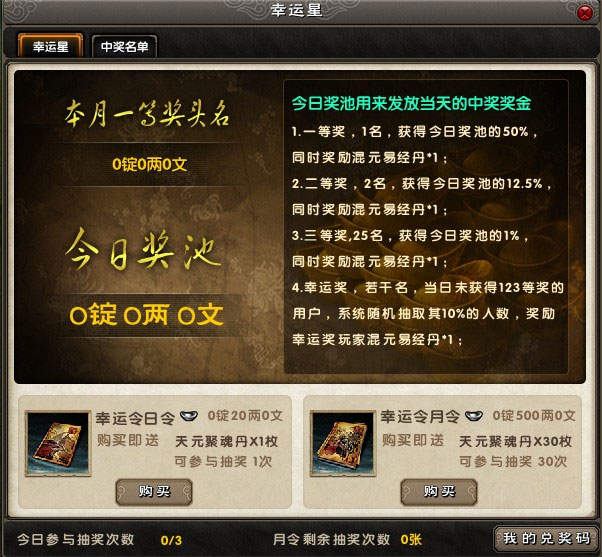 幸运星
幸运星
中奖名单
本月一等奖头名
0锭0两0文
今日奖池
0锭 0两 0文
今日奖池用来发放当天的中奖奖金
1.一等奖，1名，获得今日奖池的50%，
同时奖励混元易经丹*1；
2.二等奖，2名，获得今日奖池的12.5%，
同时奖励混元易经丹*1；
3.三等奖,25名，获得今日奖池的1%，
同时奖励混元易经丹*1；
4.幸运奖，若干名，当日未获得123等奖的
用户，系统随机抽取其10%的人数，奖励
幸运奖玩家混元易经丹*1；
幸运令日令 0锭20两0文
购买即送 天元聚魂丹X1枚
可参与抽奖 1次
购买
幸运令月令 0锭500两0文
购买即送 天元聚魂丹X30枚
可参与抽奖 30次
购买
今日参与抽奖次数 0/3
月令剩余抽奖次数 0张
我的兑奖码